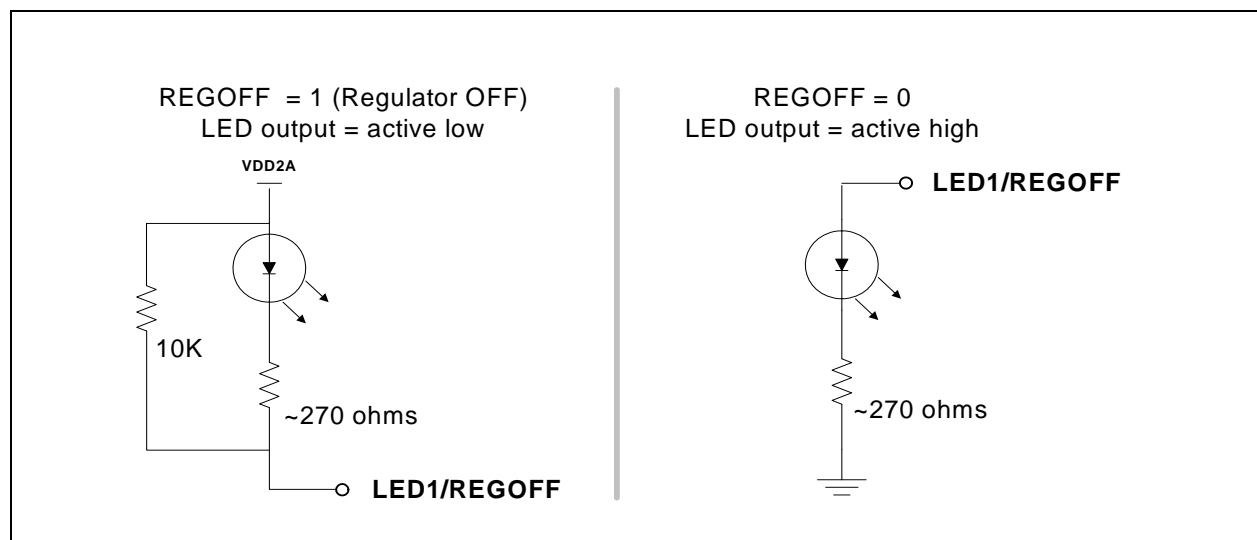 REGOFF = 1 (Regulator OFF)
LED output = active low
VDD2A
10K
~270 ohms
LED1/REGOFF
REGOFF = 0
LED output = active high
LED1/REGOFF
~270 ohms